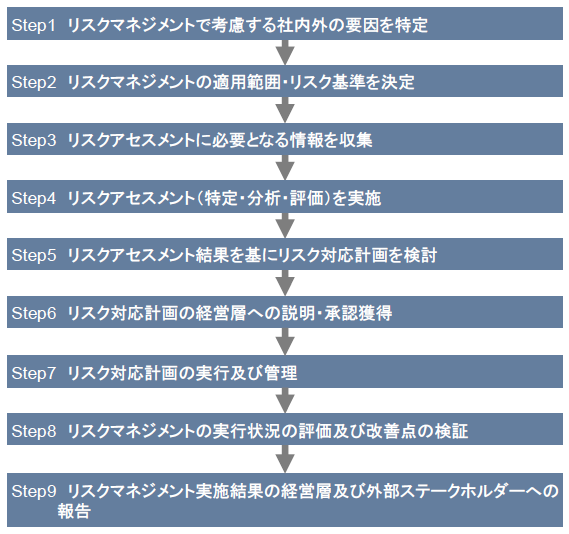 Step1 リスクマネジメントで考慮する社内外の要因を特定
Step2 リスクマネジメントの適用範囲・リスク基準を決定
Step3 リスクアセスメントに必要となる情報を収集
Step4 リスクアセスメント（特定・分析・評価）を実施
Step5 リスクアセスメント結果を基にリスク対応計画を検討
Step6 リスク対応計画の経営層への説明・承認獲得
Step7 リスク対応計画の実行及び管理
Step8 リスクマネジメントの実行状況の評価及び改善点の検証
Step9 リスクマネジメント実施結果の経営層及び外部ステークホルダーへの
報告